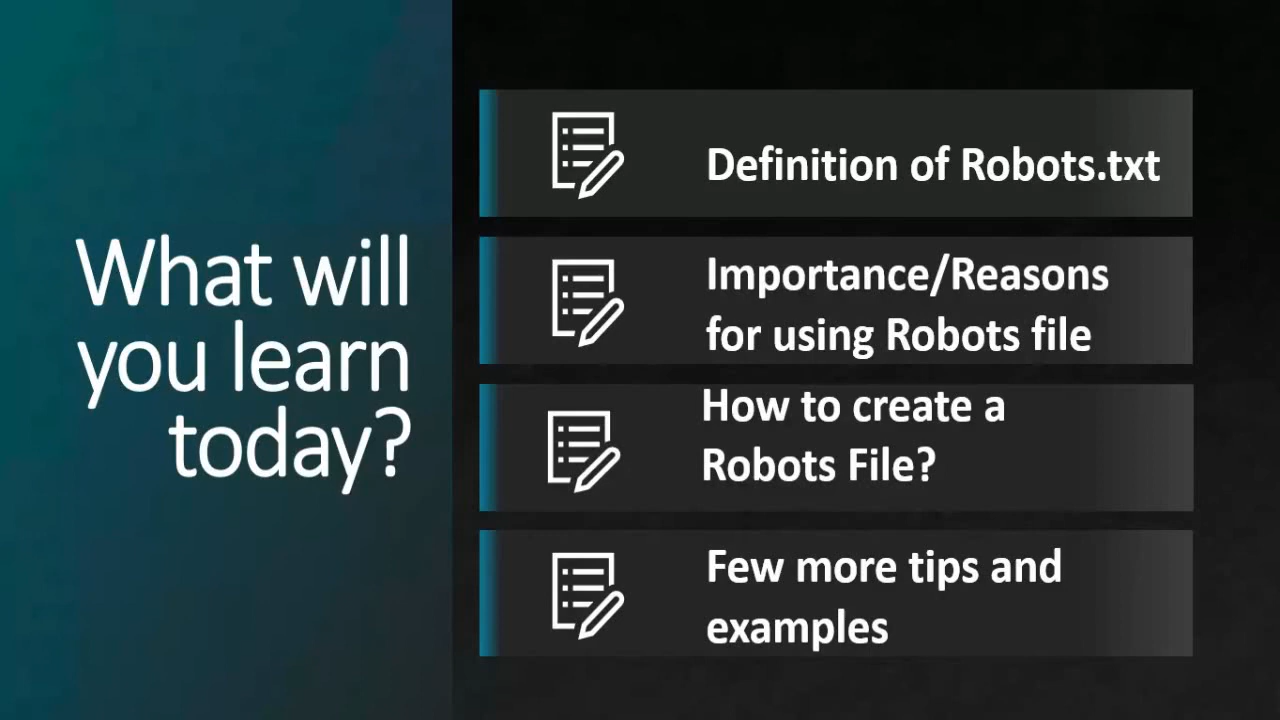 What will
you learn
today?
Definition of Robots.txt
Importance/Reasons
for using Robots file
How to create a
Robots File?
Few more tips and
examples